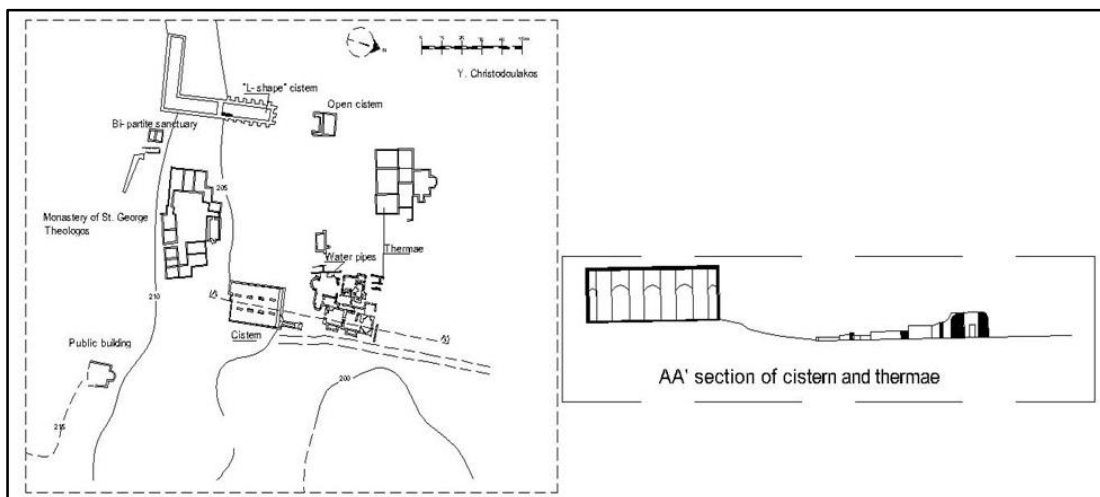 Y. Christodoulakos
"L- shape" cistern
Open cistern
Bi- partite sanctuary
205
Monastery of St. George
Theologos
Thermae
Water pipes
210
Cistern
Public building
200
215
AA' section of cistern and thermae